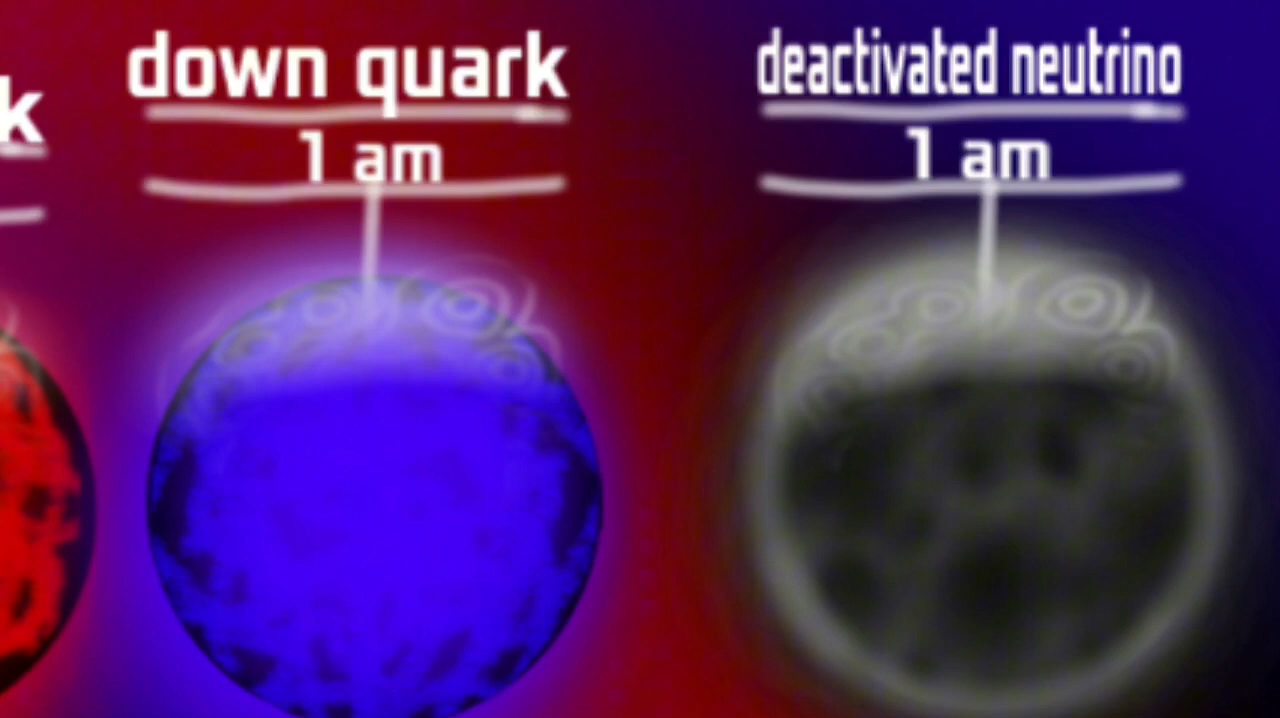 k
down quark
1 am
deactivated neutrino
1 am